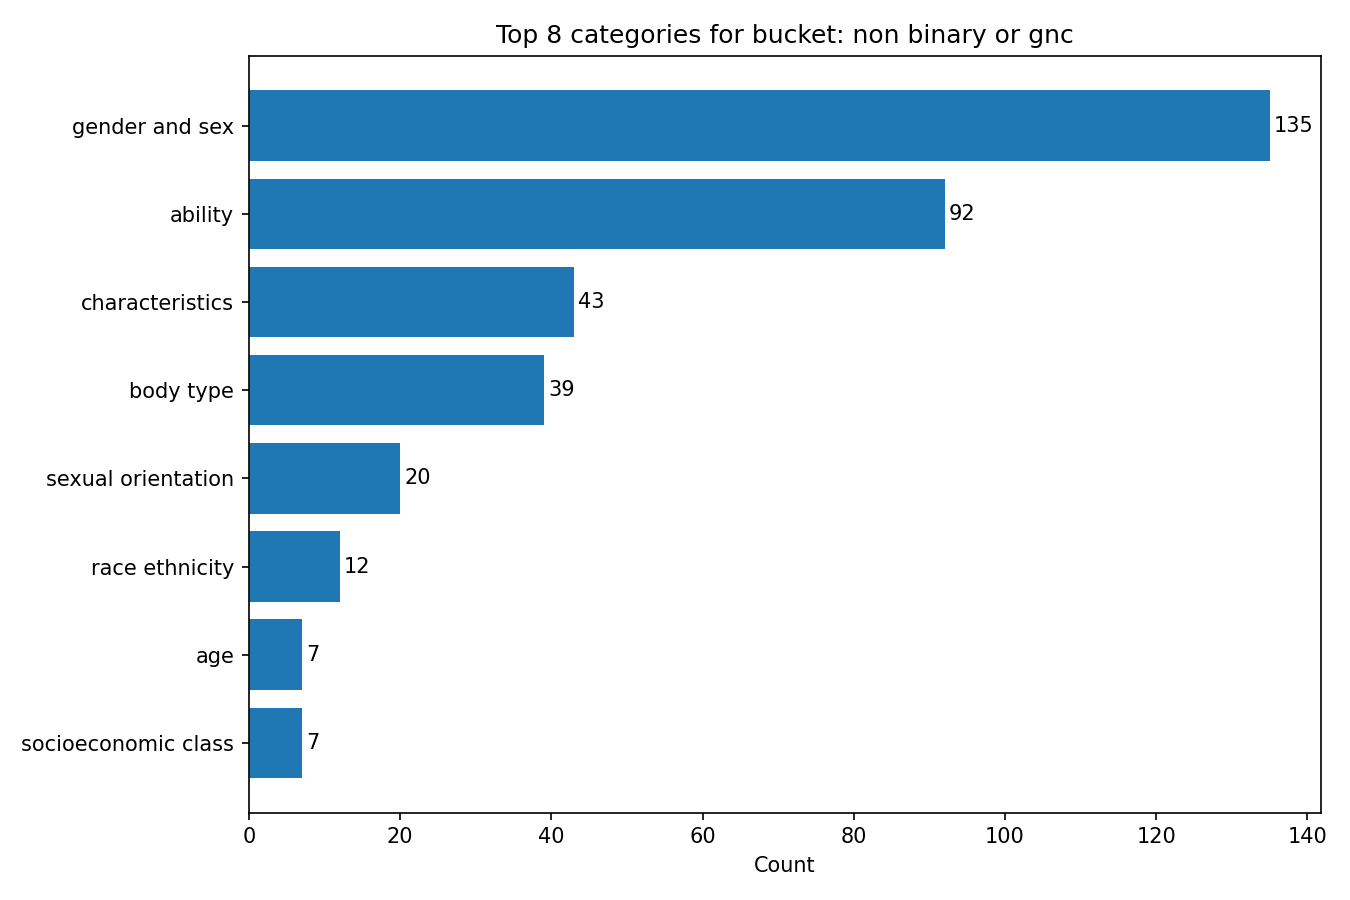 Top 8 categories for bucket: non binary or gnc
gender and sex 135
ability 92
characteristics 43
body type 39
sexual orientation 20
race ethnicity 12
age 7
socioeconomic class 7
0 20 40 60 80 100 120 140
Count